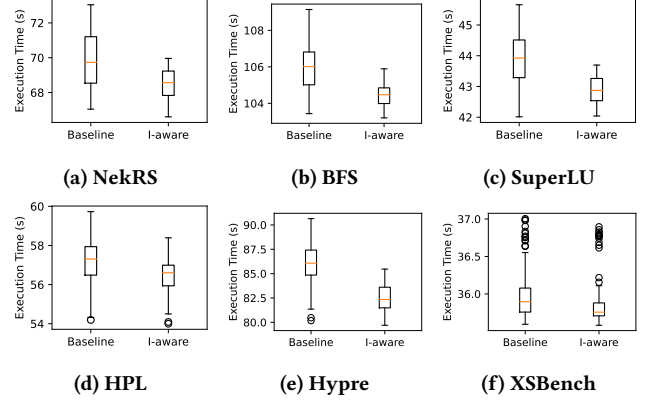 Execution Time (s)
72
70
68
Baseline
I-aware
Execution Time (s)
108
106
104
Baseline
I-aware
Execution Time (s)
45
44
43
42
Baseline
I-aware
(a) NekRS
(b) BFS
(c) SuperLU
Execution Time (s)
60
58
56
54
Baseline
I-aware
Execution Time (s)
90.0
87.5
85.0
82.5
80.0
Baseline
I-aware
Execution Time (s)
37.0
36.0
Baseline
I-aware
(d) HPL
(e) Hypre
(f) XSBench